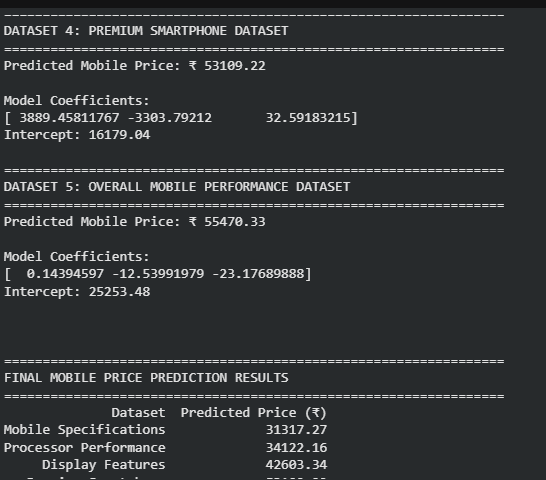 ----------------------------------------------------------------
DATASET 4: PREMIUM SMARTPHONE DATASET
================================================================
Predicted Mobile Price: ₹ 53109.22
Model Coefficients:
[ 3889.45811767 -3303.79212       32.59183215]
Intercept: 16179.04
================================================================
DATASET 5: OVERALL MOBILE PERFORMANCE DATASET
================================================================
Predicted Mobile Price: ₹ 55470.33
Model Coefficients:
[  0.14394597 -12.53991979 -23.17689888]
Intercept: 25253.48
================================================================
FINAL MOBILE PRICE PREDICTION RESULTS
================================================================
Dataset  Predicted Price (₹)
Mobile Specifications             31317.27
Processor Performance             34122.16
Display Features             42603.34